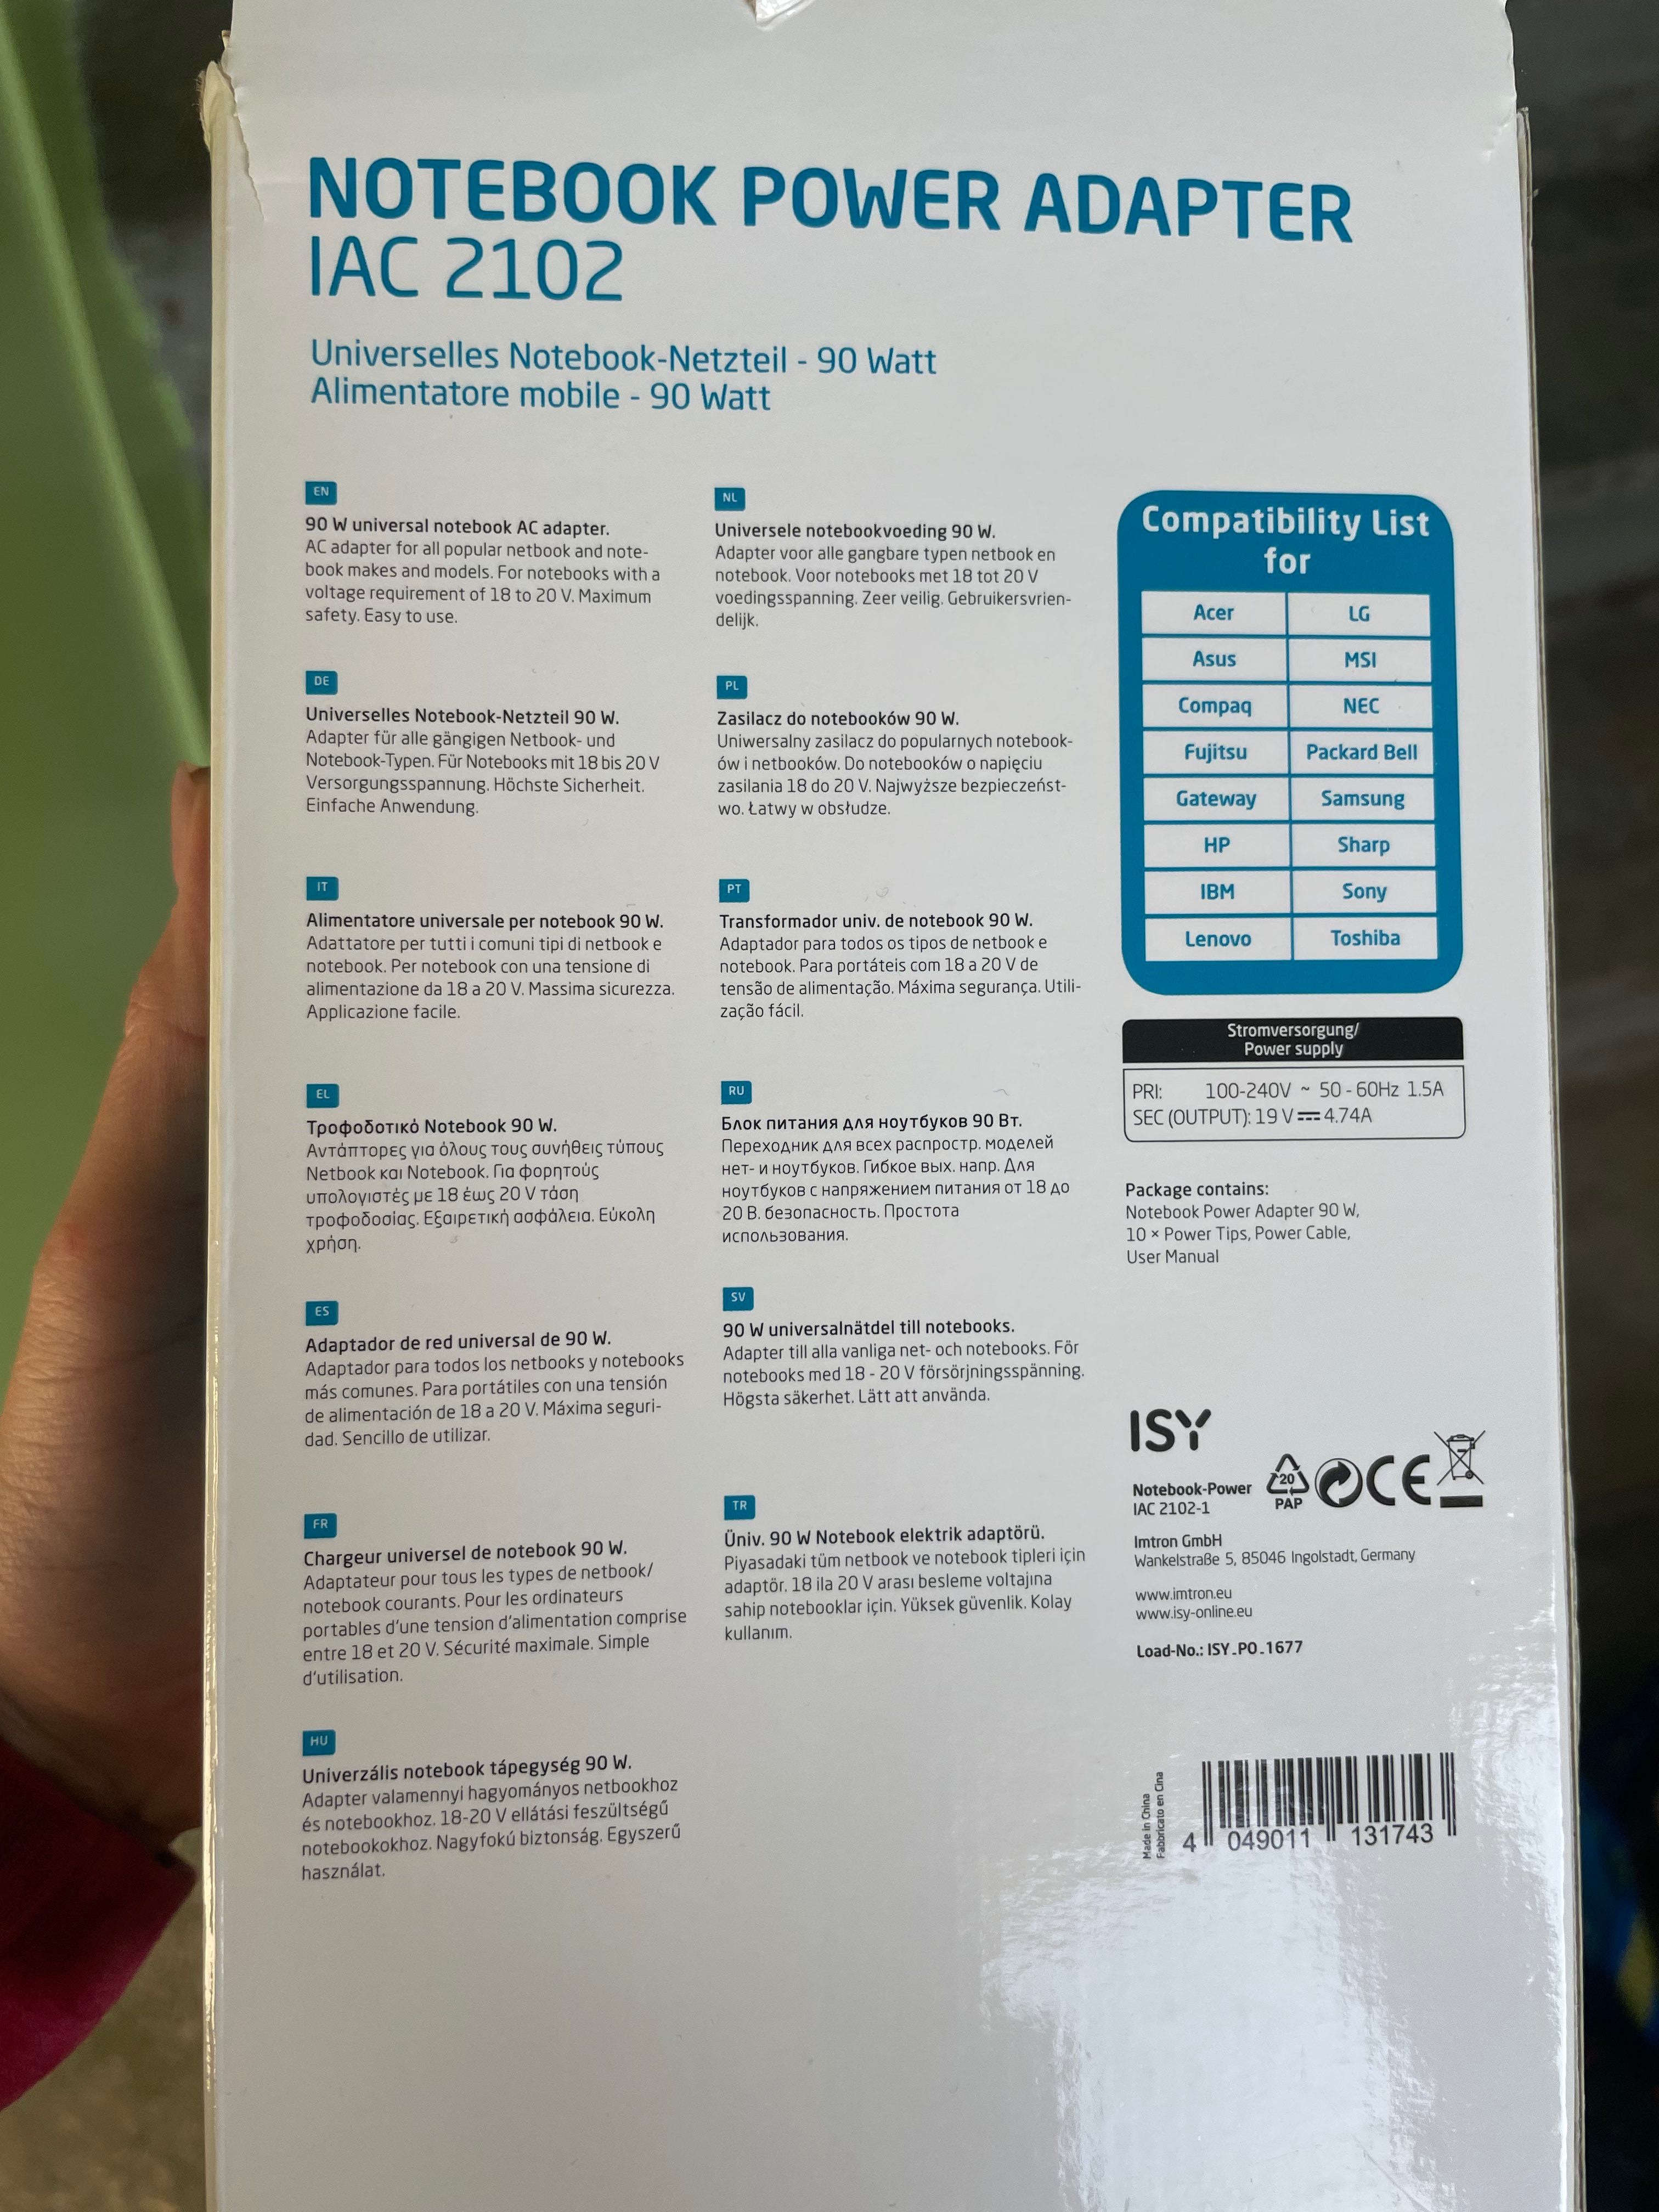 NOTEBOOK POWER ADAPTER
IAC 2102
Universelles Notebook-Netzteil - 90 Watt
Alimentatore mobile - 90 Watt
EN
90 W universal notebook AC adapter.
AC adapter for all popular netbook and note-
book makes and models. For notebooks with a
voltage requirement of 18 to 20 V. Maximum
safety. Easy to use.
DE
Universelles Notebook-Netzteil 90 W.
Adapter für alle gängigen Netbook- und
Notebook-Typen. Für Notebooks mit 18 bis 20 V
Versorgungsspannung. Höchste Sicherheit.
Einfache Anwendung.
IT
Alimentatore universale per notebook 90 W.
Adattatore per tutti i comuni tipi di netbook e
notebook. Per notebook con una tensione di
alimentazione da 18 a 20 V. Massima sicurezza.
Applicazione facile.
EL
Τροφοδοτικό Notebook 90 W.
Αντάπτορες για όλους τους συνήθεις τύπους
Netbook και Notebook. Για φορητούς
υπολογιστές με 18 έως 20 V τάση
τροφοδοσίας. Εξαιρετική ασφάλεια. Εύκολη
χρήση.
ES
Adaptador de red universal de 90 W.
Adaptador para todos los netbooks y notebooks
más comunes. Para portátiles con una tensión
de alimentación de 18 a 20 V. Máxima seguri-
dad. Sencillo de utilizar.
FR
Chargeur universel de notebook 90 W.
Adaptateur pour tous les types de netbook/
notebook courants. Pour les ordinateurs
portables d'une tension d'alimentation comprise
entre 18 et 20 V. Sécurité maximale. Simple
d'utilisation.
HU
Univerzális notebook tápegység 90 W.
Adapter valamennyi hagyományos netbookhoz
és notebookhoz. 18-20 V ellátási feszültségű
notebookokhoz. Nagyfokú biztonság. Egyszerű
használat.
NL
Universele notebookvoeding 90 W.
Adapter voor alle gangbare typen netbook en
notebook. Voor notebooks met 18 tot 20 V
voedingsspanning. Zeer veilig. Gebruikersvrien-
delijk.
PL
Zasilacz do notebooków 90 W.
Uniwersalny zasilacz do popularnych notebook-
ów i netbooków. Do notebooków o napięciu
zasilania 18 do 20 V. Najwyższe bezpieczeńst-
wo. Łatwy w obsłudze.
PT
Transformador univ. de notebook 90 W.
Adaptador para todos os tipos de netbook e
notebook. Para portáteis com 18 a 20 V de
tensão de alimentação. Máxima segurança. Utili-
zação fácil.
RU
Блок питания для ноутбуков 90 Вт.
Переходник для всех распростр. моделей
нет- и ноутбуков. Гибкое вых. напр. Для
ноутбуков с напряжением питания от 18 до
20 В. безопасность. Простота
использования.
SV
90 W universalnätdel till notebooks.
Adapter till alla vanliga net- och notebooks. För
notebooks med 18 - 20 V försörjningsspänning.
Högsta säkerhet. Lätt att använda.
TR
Üniv. 90 W Notebook elektrik adaptörü.
Piyasadaki tüm netbook ve notebook tipleri için
adaptör. 18 ila 20 V arası besleme voltajına
sahip notebooklar için. Yüksek güvenlik. Kolay
kullanım.
Compatibility List
for
Acer LG
Asus MSI
Compaq NEC
Fujitsu Packard Bell
Gateway Samsung
HP Sharp
IBM Sony
Lenovo Toshiba
Stromversorgung/
Power supply
PRI: 100-240V ~ 50 - 60Hz 1.5A
SEC (OUTPUT): 19 V ⎓ 4.74A
Package contains:
Notebook Power Adapter 90 W,
10 × Power Tips, Power Cable,
User Manual
ISY
Notebook-Power
IAC 2102-1
20
PAP
CE
Imtron GmbH
Wankelstraße 5, 85046 Ingolstadt, Germany
www.imtron.eu
www.isy-online.eu
Load-No.: ISY_PO_1677
Made in China
Fabbricato en Cina
4 049011 131743